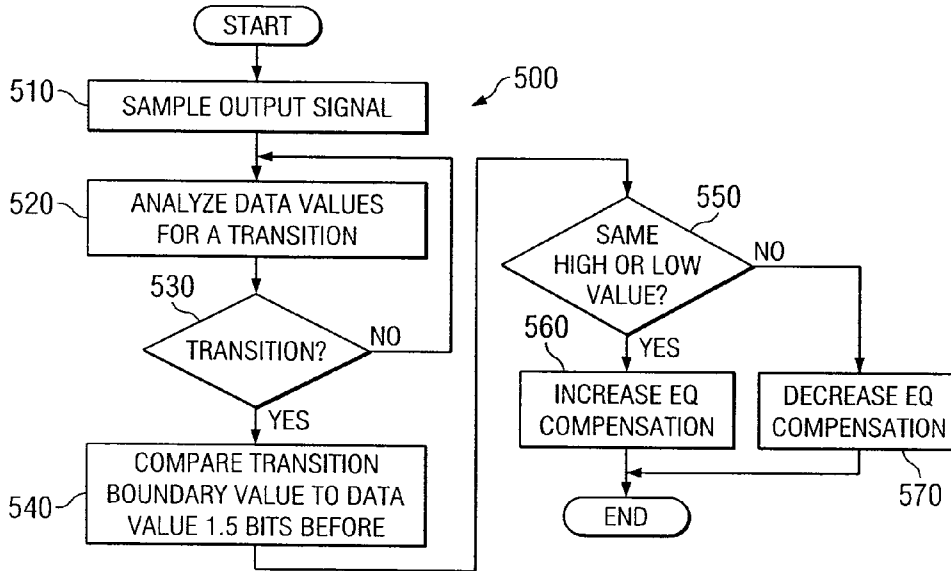 START
510
SAMPLE OUTPUT SIGNAL
500
520
ANALYZE DATA VALUES
FOR A TRANSITION
530
TRANSITION?
NO
YES
540
COMPARE TRANSITION
BOUNDARY VALUE TO DATA
VALUE 1.5 BITS BEFORE
550
SAME
HIGH OR LOW
VALUE?
NO
560
YES
INCREASE EQ
COMPENSATION
DECREASE EQ
COMPENSATION
570
END